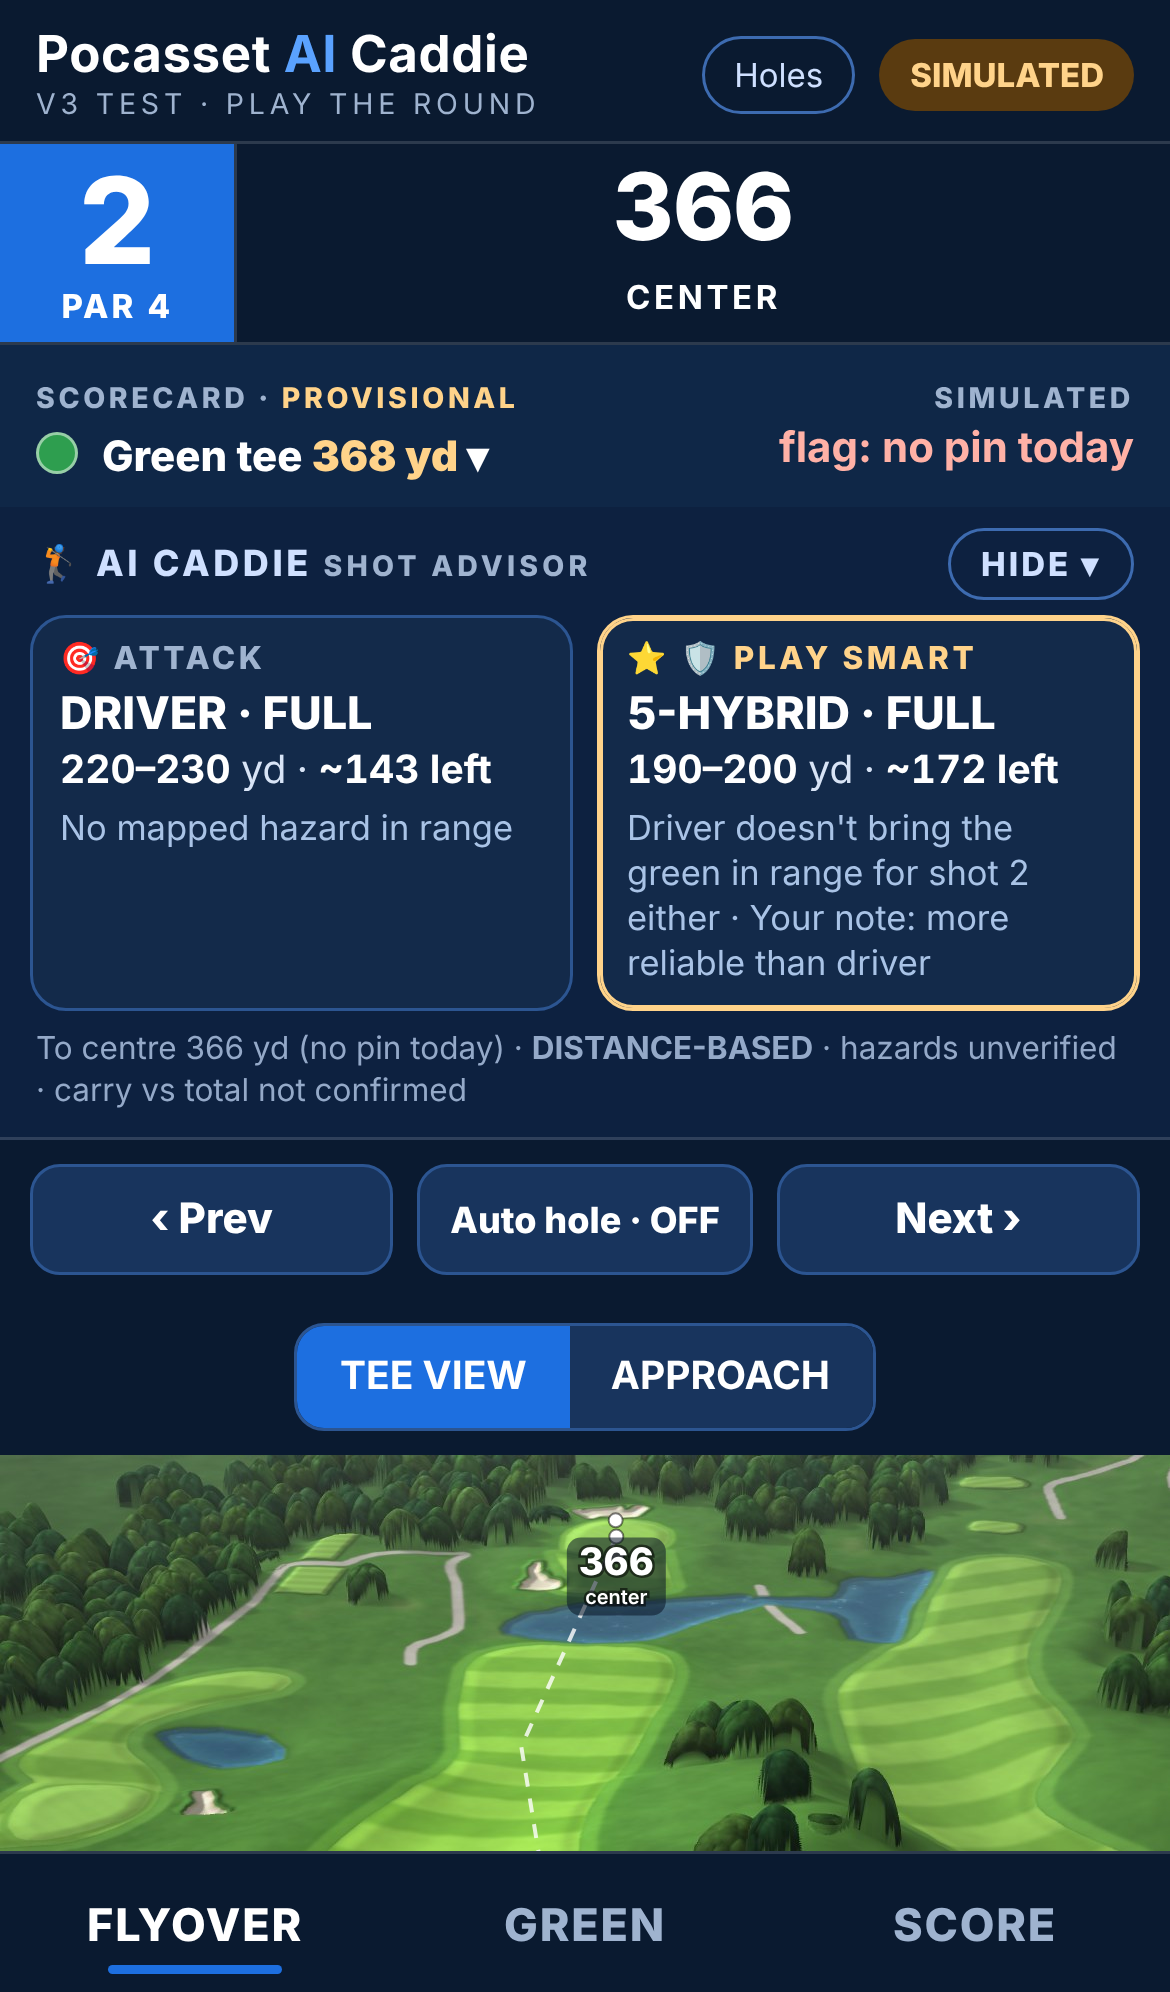 Pocasset AI Caddie
V3 TEST · PLAY THE ROUND
Holes
SIMULATED
2
PAR 4
366
CENTER
SCORECARD · PROVISIONAL
Green tee 368 yd ▾
SIMULATED
flag: no pin today
AI CADDIE SHOT ADVISOR
HIDE ▾
ATTACK
DRIVER · FULL
220–230 yd · ~143 left
No mapped hazard in range
PLAY SMART
5-HYBRID · FULL
190–200 yd · ~172 left
Driver doesn't bring the
green in range for shot 2
either · Your note: more
reliable than driver
To centre 366 yd (no pin today) · DISTANCE-BASED · hazards unverified
· carry vs total not confirmed
‹ Prev
Auto hole · OFF
Next ›
TEE VIEW
APPROACH
366
center
FLYOVER
GREEN
SCORE